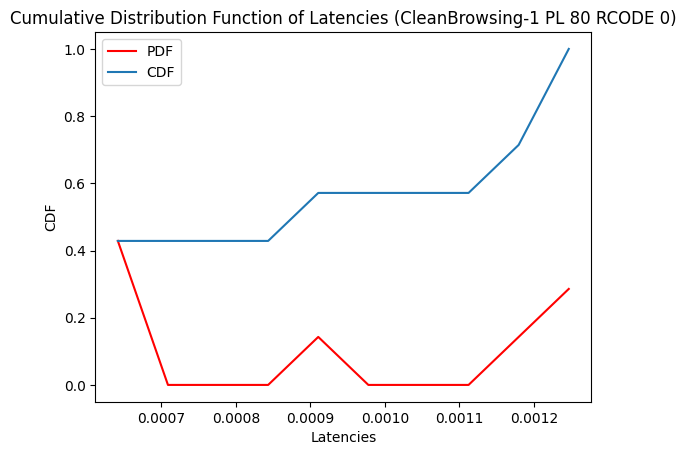 Cumulative Distribution Function of Latencies (CleanBrowsing-1 PL 80 RCODE 0)
PDF
CDF
CDF
1.0
0.8
0.6
0.4
0.2
0.0
0.0007 0.0008 0.0009 0.0010 0.0011 0.0012
Latencies